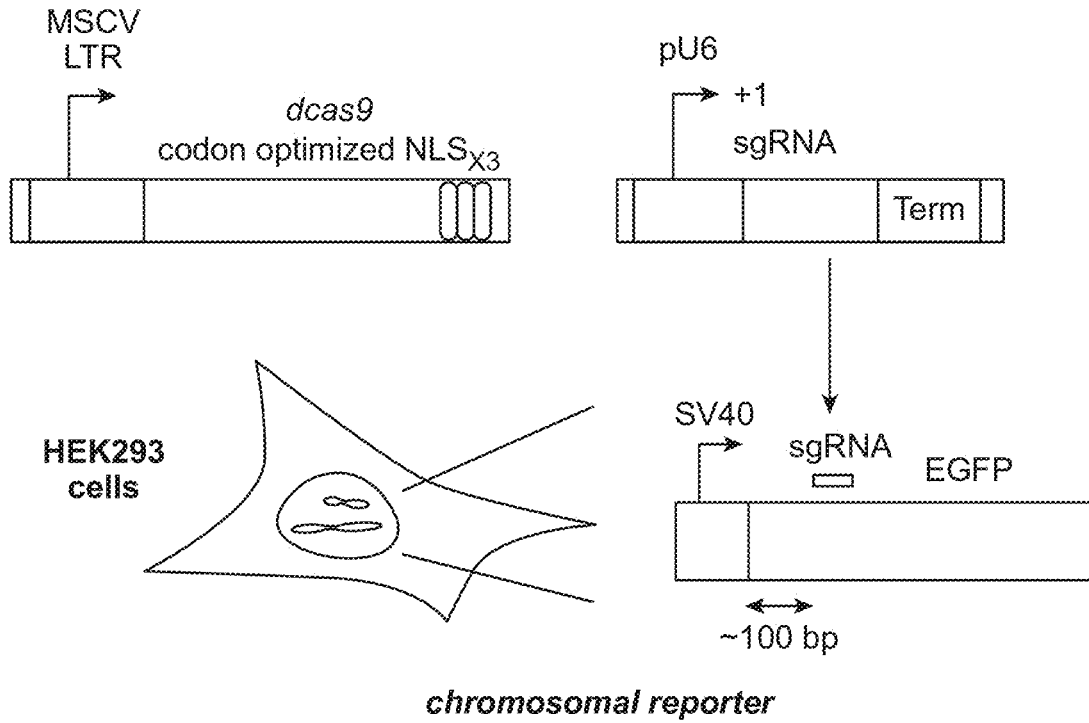 MSCV
LTR
dcas9
codon optimized NLSX3
pU6
+1
sgRNA
Term
HEK293
cells
SV40
sgRNA
EGFP
~100 bp
chromosomal reporter